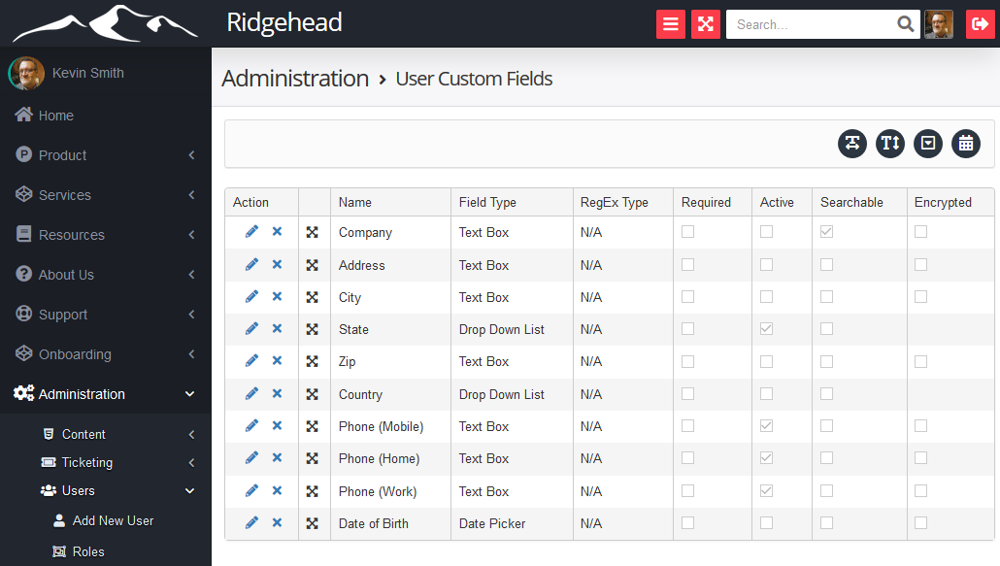 Ridgehead
Search...
Kevin Smith
Home
Product
Services
Resources
About Us
Support
Onboarding
Administration
Content
Ticketing
Users
Add New User
Roles
Administration > User Custom Fields
Action Name Field Type RegEx Type Required Active Searchable Encrypted
Company Text Box N/A
Address Text Box N/A
City Text Box N/A
State Drop Down List N/A
Zip Text Box N/A
Country Drop Down List N/A
Phone (Mobile) Text Box N/A
Phone (Home) Text Box N/A
Phone (Work) Text Box N/A
Date of Birth Date Picker N/A